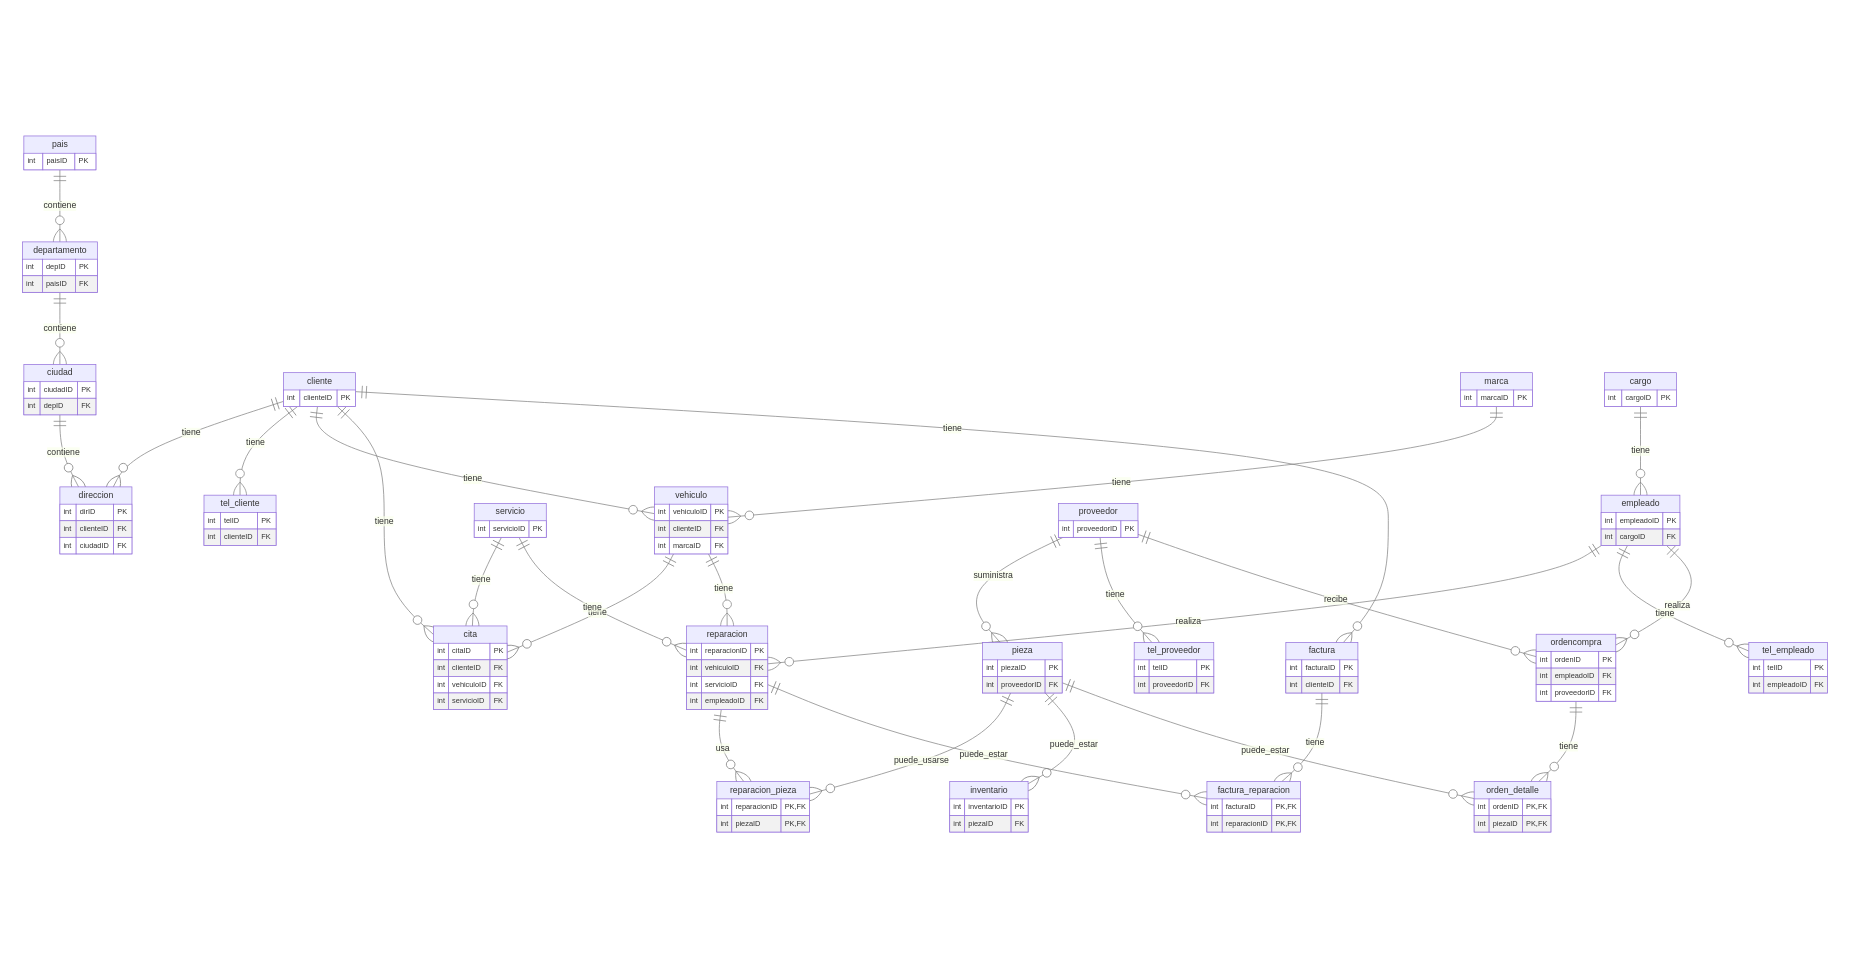 pais
int paisID PK
contiene
departamento
int depID PK
int paisID FK
contiene
ciudad
int ciudadID PK
int depID FK
contiene
cliente
int clienteID PK
marca
int marcaID PK
cargo
int cargoID PK
tiene
tiene
tiene
tiene
tiene
tiene
tiene
direccion
int dirID PK
int clienteID FK
int ciudadID FK
tel_cliente
int telID PK
int clienteID FK
servicio
int servicioID PK
vehiculo
int vehiculoID PK
int clienteID FK
int marcaID FK
proveedor
int proveedorID PK
empleado
int empleadoID PK
int cargoID FK
tiene
tiene
tiene
tiene
suministra
tiene
recibe
realiza
realiza
tiene
cita
int citaID PK
int clienteID FK
int vehiculoID FK
int servicioID FK
reparacion
int reparacionID PK
int vehiculoID FK
int servicioID FK
int empleadoID FK
pieza
int piezaID PK
int proveedorID FK
tel_proveedor
int telID PK
int proveedorID FK
factura
int facturaID PK
int clienteID FK
ordencompra
int ordenID PK
int empleadoID FK
int proveedorID FK
tel_empleado
int telID PK
int empleadoID FK
usa
puede_usarse
puede_estar
puede_estar
tiene
puede_estar
tiene
reparacion_pieza
int reparacionID PK,FK
int piezaID PK,FK
inventario
int inventarioID PK
int piezaID FK
factura_reparacion
int facturaID PK,FK
int reparacionID PK,FK
orden_detalle
int ordenID PK,FK
int piezaID PK,FK